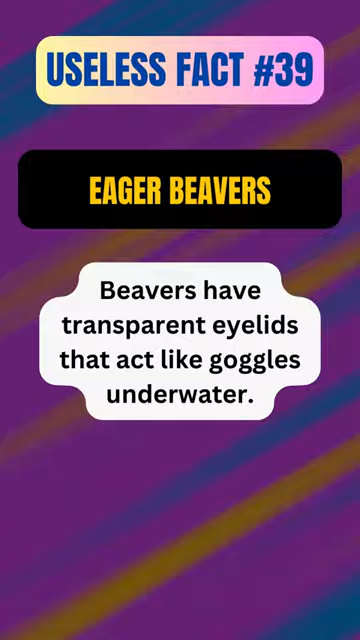 USELESS FACT #39
EAGER BEAVERS
Beavers have
transparent eyelids
that act like goggles
underwater.